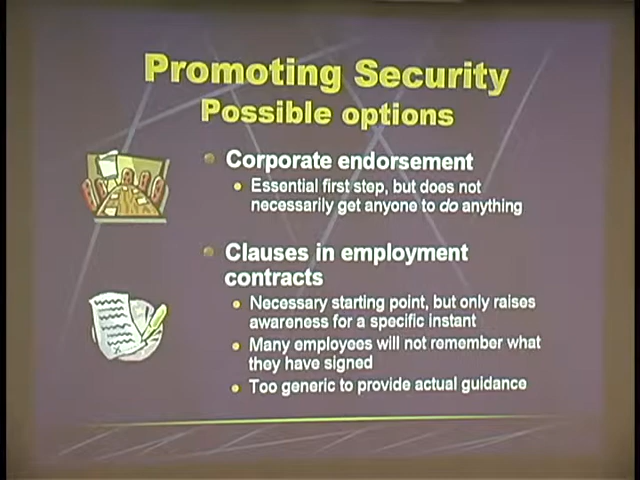 Promoting Security
Possible options
Corporate endorsement
Essential first step, but does not
necessarily get anyone to do anything
Clauses in employment
contracts
Necessary starting point, but only raises
awareness for a specific instant
Many employees will not remember what
they have signed
Too generic to provide actual guidance